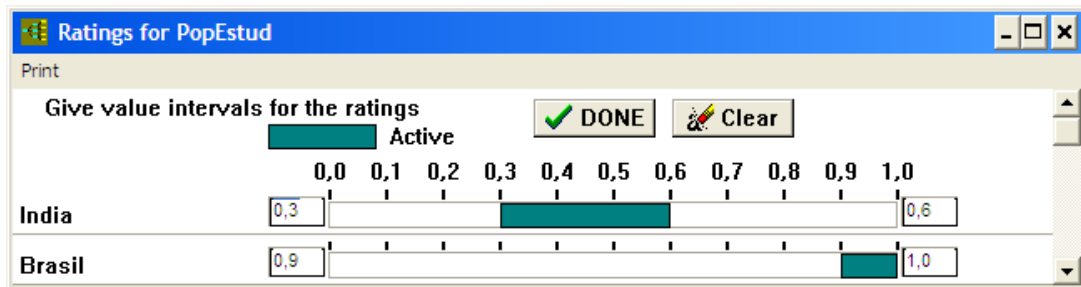 Ratings for PopEstud
Print
Give value intervals for the ratings
DONE
Clear
Active
0,0 0,1 0,2 0,3 0,4 0,5 0,6 0,7 0,8 0,9 1,0
India 0,3 0,6
Brasil 0,9 1,0